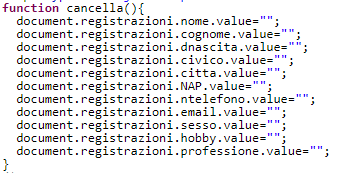 function cancella(){
document.registrazioni.nome.value="";
document.registrazioni.cognome.value="";
document.registrazioni.dnascita.value="";
document.registrazioni.civico.value="";
document.registrazioni.citta.value="";
document.registrazioni.NAP.value="";
document.registrazioni.ntelefono.value="";
document.registrazioni.email.value="";
document.registrazioni.sesso.value="";
document.registrazioni.hobby.value="";
document.registrazioni.professione.value="";
}